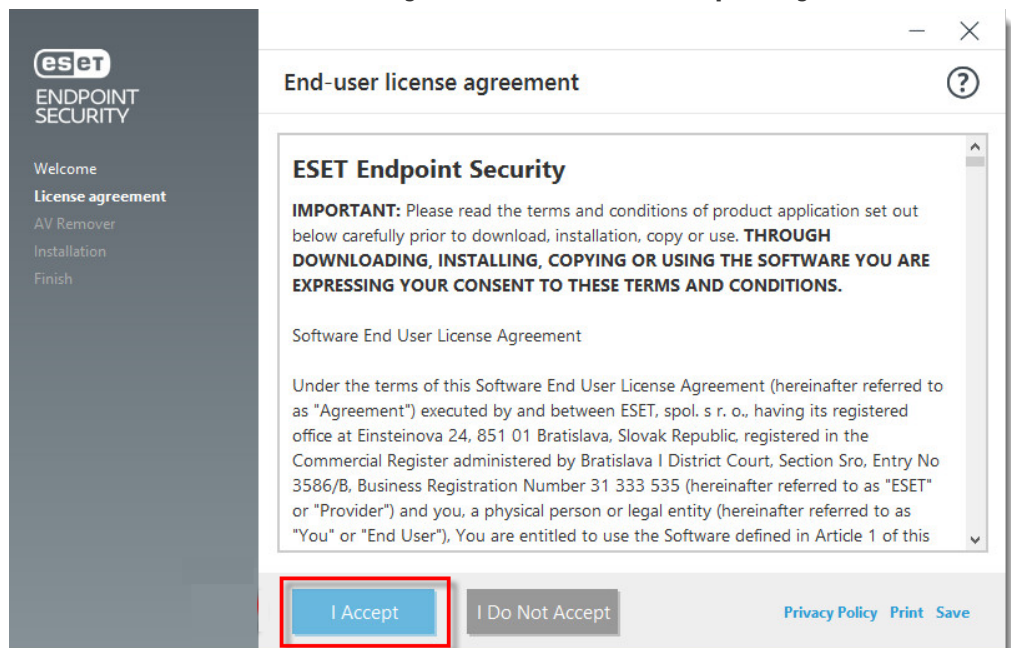 eset
ENDPOINT
SECURITY
Welcome
License agreement
AV Remover
Installation
Finish
End-user license agreement
?
ESET Endpoint Security
IMPORTANT: Please read the terms and conditions of product application set out
below carefully prior to download, installation, copy or use. THROUGH
DOWNLOADING, INSTALLING, COPYING OR USING THE SOFTWARE YOU ARE
EXPRESSING YOUR CONSENT TO THESE TERMS AND CONDITIONS.
Software End User License Agreement
Under the terms of this Software End User License Agreement (hereinafter referred to
as "Agreement") executed by and between ESET, spol. s r. o., having its registered
office at Einsteinova 24, 851 01 Bratislava, Slovak Republic, registered in the
Commercial Register administered by Bratislava I District Court, Section Sro, Entry No
3586/B, Business Registration Number 31 333 535 (hereinafter referred to as "ESET"
or "Provider") and you, a physical person or legal entity (hereinafter referred to as
"You" or "End User"), You are entitled to use the Software defined in Article 1 of this
I Accept
I Do Not Accept
Privacy Policy Print Save